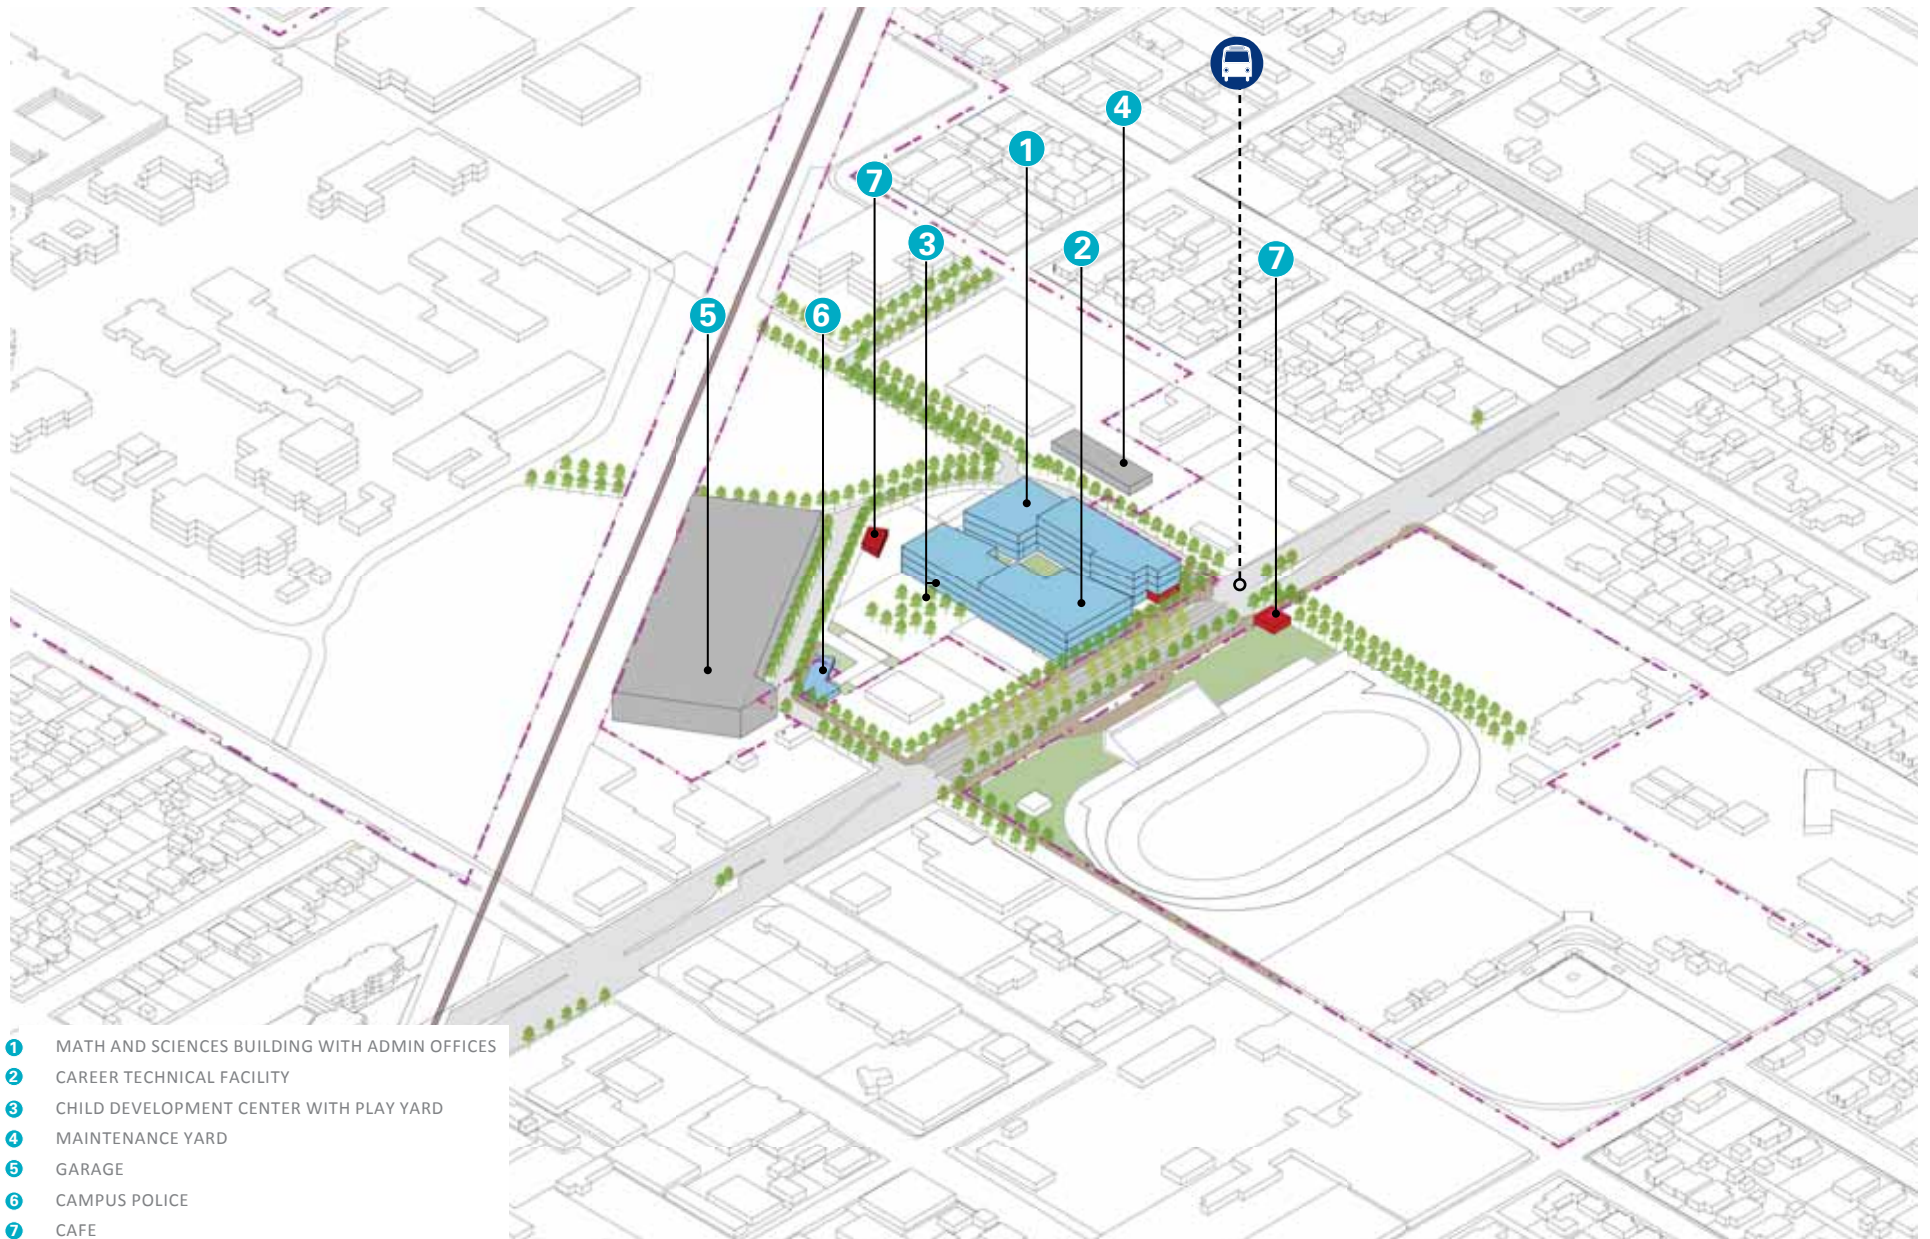 4
1
7
3
2
7
5
6
1 MATH AND SCIENCES BUILDING WITH ADMIN OFFICES
2 CAREER TECHNICAL FACILITY
3 CHILD DEVELOPMENT CENTER WITH PLAY YARD
4 MAINTENANCE YARD
5 GARAGE
6 CAMPUS POLICE
7 CAFE